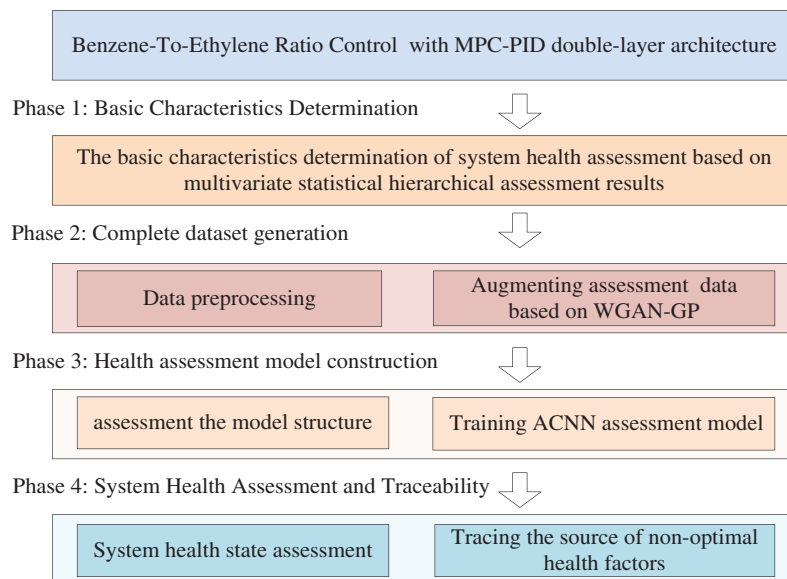 Benzene-To-Ethylene Ratio Control with MPC-PID double-layer architecture
Phase 1: Basic Characteristics Determination
The basic characteristics determination of system health assessment based on
multivariate statistical hierarchical assessment results
Phase 2: Complete dataset generation
Data preprocessing
Augmenting assessment data
based on WGAN-GP
Phase 3: Health assessment model construction
assessment the model structure
Training ACNN assessment model
Phase 4: System Health Assessment and Traceability
System health state assessment
Tracing the source of non-optimal
health factors